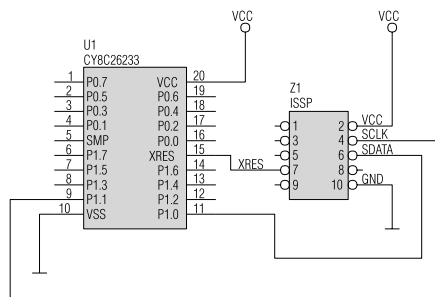 VCC VCC
U1
CY8C26233
Z1
ISSP
1 P0.7 VCC 20
2 P0.5 P0.6 19
3 P0.3 P0.4 18
4 P0.1 P0.2 17
5 SMP P0.0 16
6 P1.7 XRES 15
7 P1.5 P1.6 14
8 P1.3 P1.4 13
9 P1.1 P1.2 12
10 VSS P1.0 11
XRES
1 2 VCC
3 4 SCLK
5 6 SDATA
7 8
9 10 GND